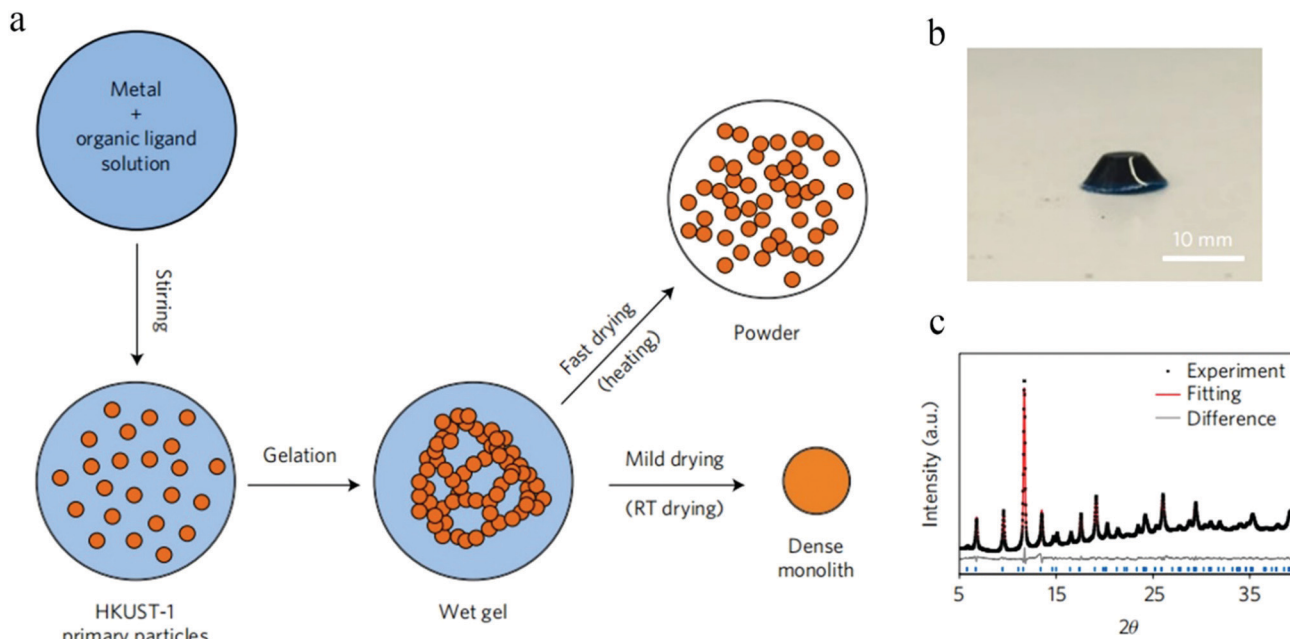 a
Metal
+
organic ligand
solution
Stirring
HKUST-1
primary particles
Gelation
Wet gel
Fast drying
(heating)
Powder
Mild drying
(RT drying)
Dense
monolith
b
10 mm
c
Experiment
Fitting
Difference
Intensity (a.u.)
5
15
25
35
2θ